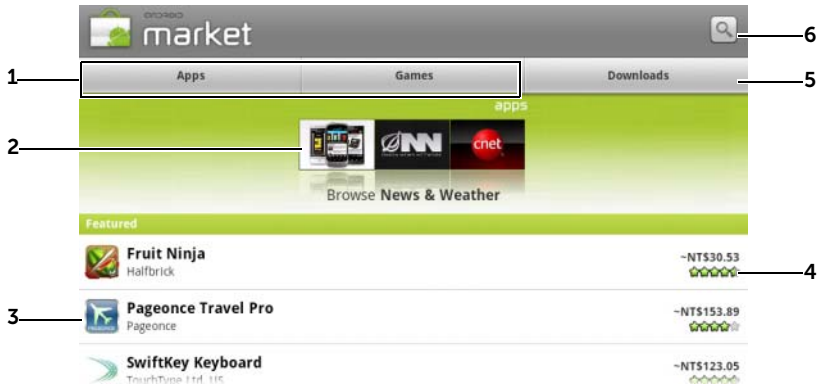 ANDROID
market
6
1
Apps
Games
Downloads
5
apps
2
NN
cnet
Browse News & Weather
Featured
Fruit Ninja
Halfbrick
~NT$30.53
4
3
Pageonce Travel Pro
Pageonce
~NT$153.89
SwiftKey Keyboard
TouchType Ltd. US
~NT$123.05